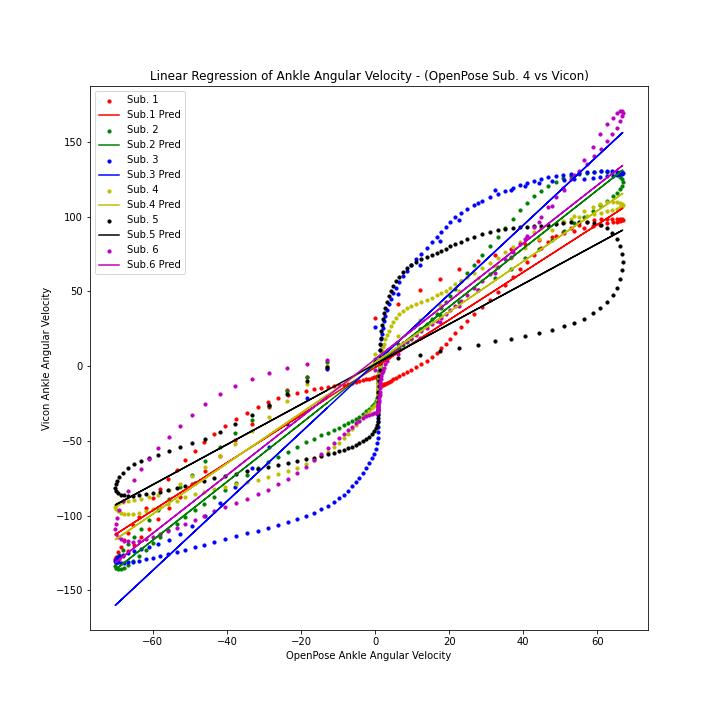 Linear Regression of Ankle Angular Velocity - (OpenPose Sub. 4 vs Vicon)
Sub. 1
Sub.1 Pred
Sub. 2
Sub.2 Pred
Sub. 3
Sub.3 Pred
Sub. 4
Sub.4 Pred
Sub. 5
Sub.5 Pred
Sub. 6
Sub.6 Pred
150
100
50
0
−50
−100
−150
Vicon Ankle Angular Velocity
−60
−40
−20
0
20
40
60
OpenPose Ankle Angular Velocity